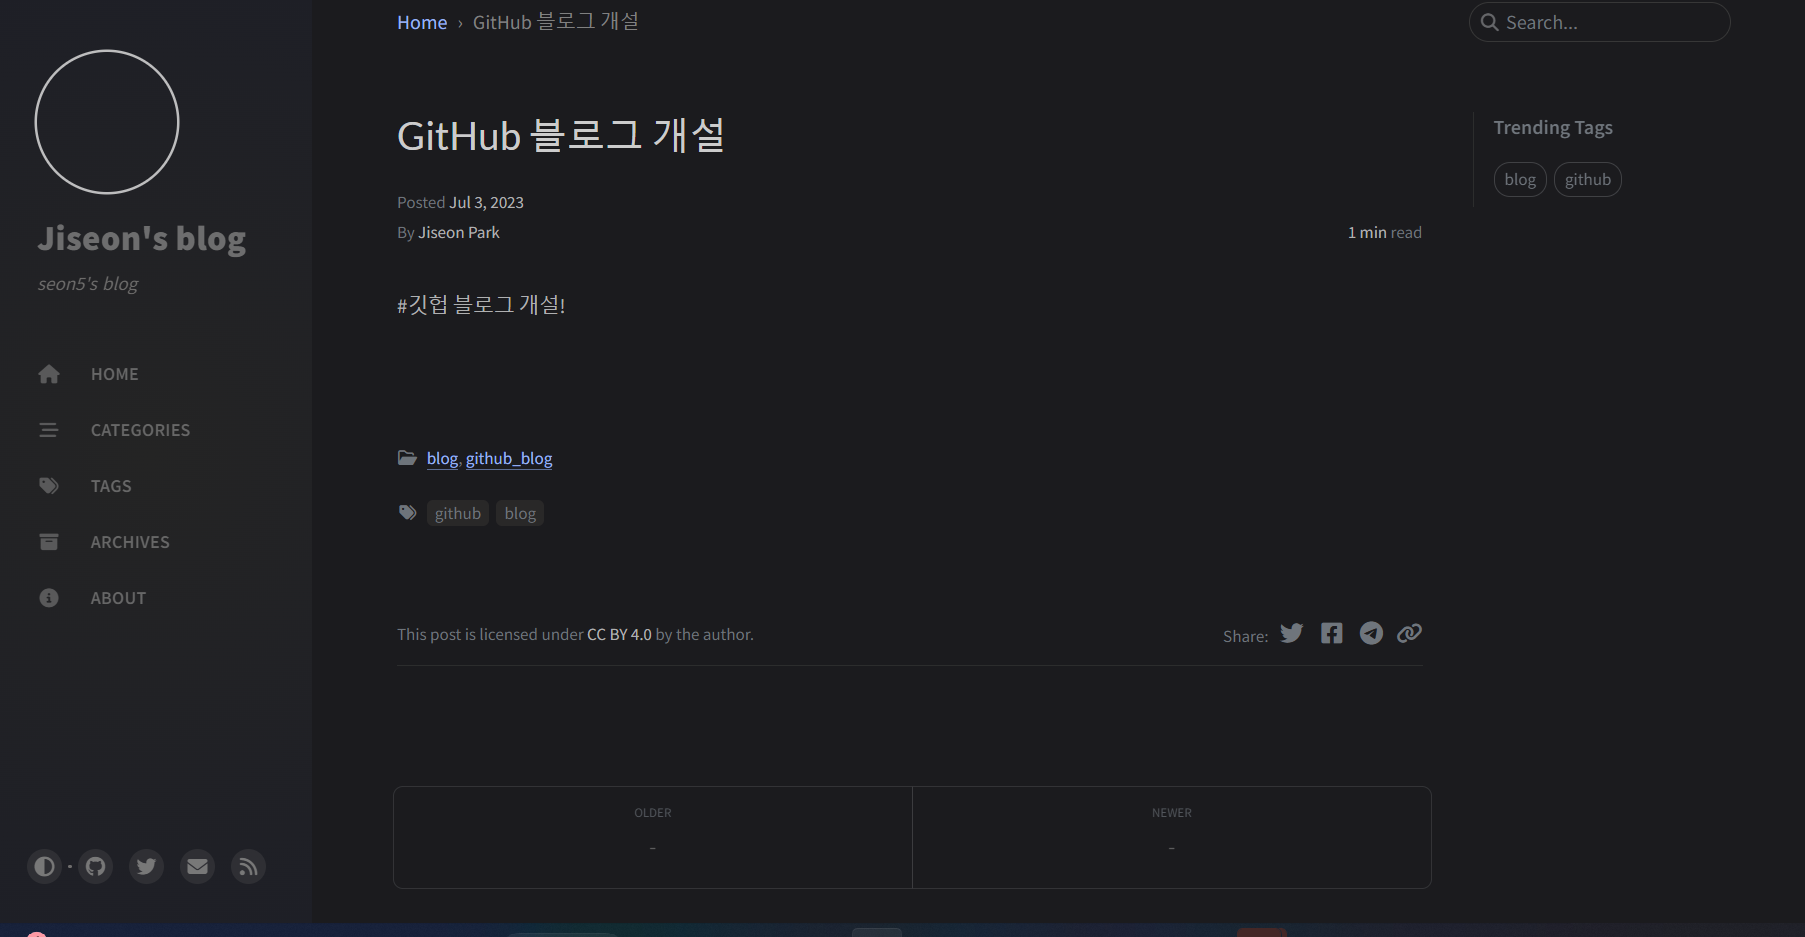 Jiseon's blog
seon5's blog
HOME
CATEGORIES
TAGS
ARCHIVES
ABOUT
Home › GitHub 블로그 개설
Search...
GitHub 블로그 개설
Posted Jul 3, 2023
By Jiseon Park
1 min read
#깃헙 블로그 개설!
blog, github_blog
github blog
This post is licensed under CC BY 4.0 by the author.
Share:
OLDER
-
NEWER
-
Trending Tags
blog github